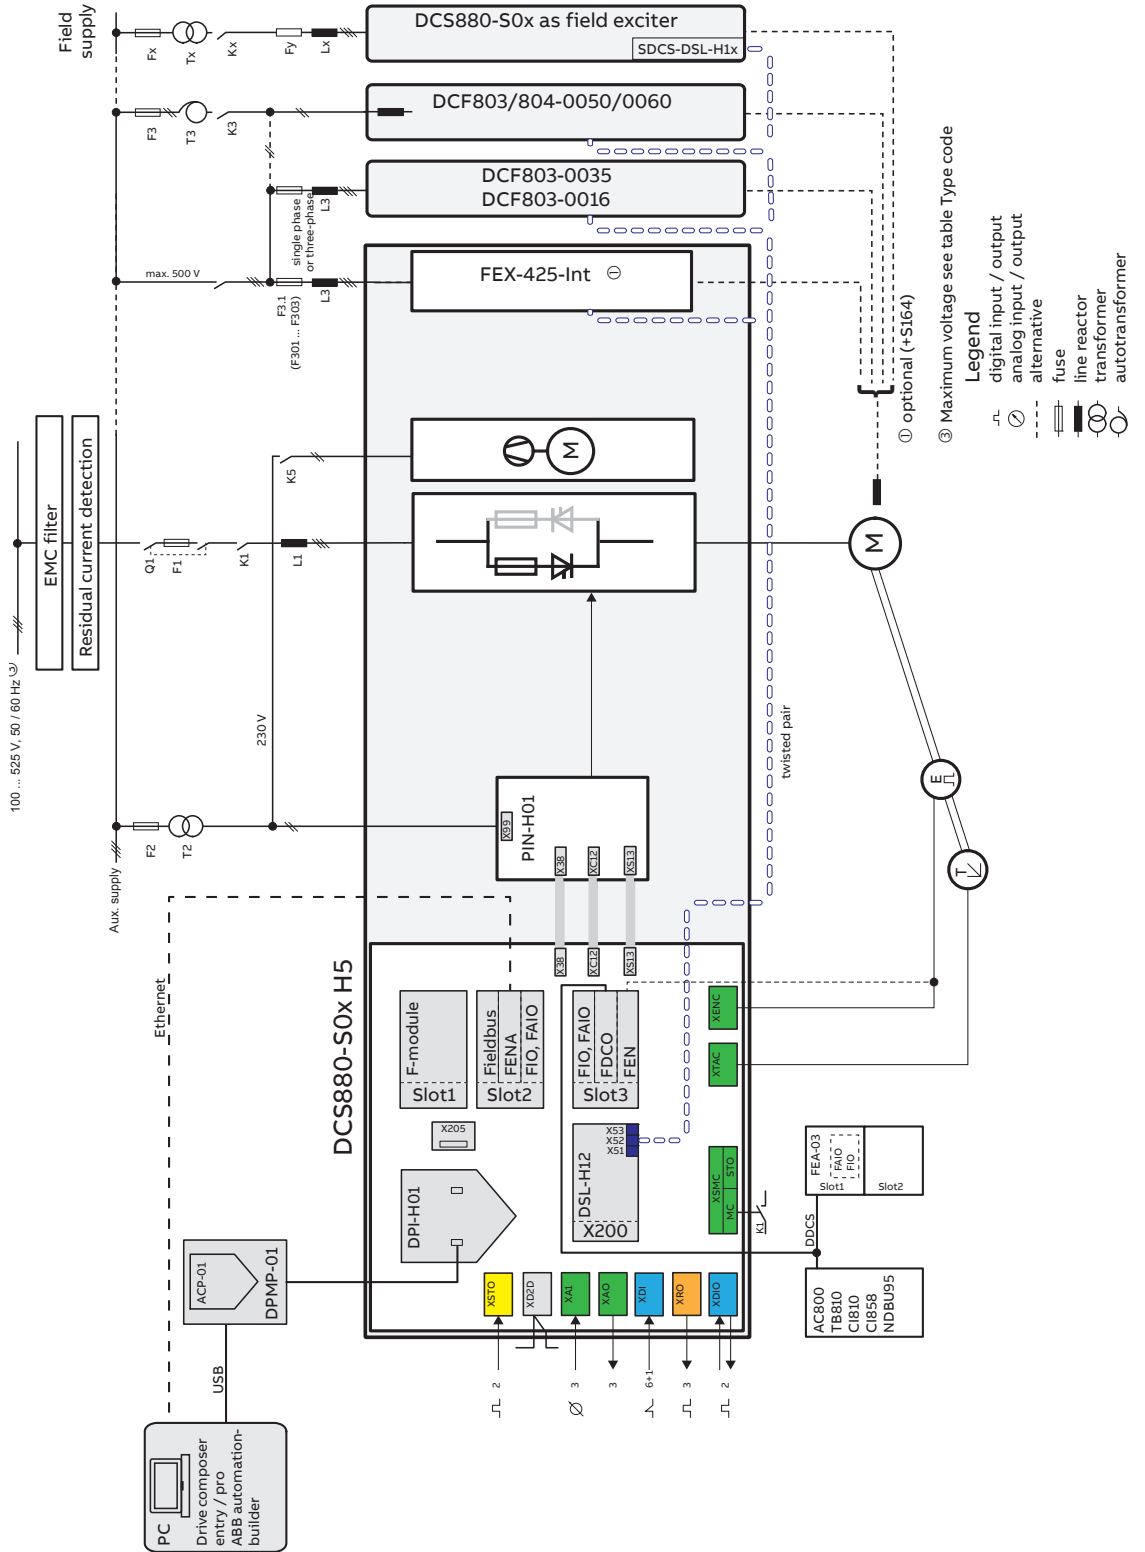 Field
supply
Fx
Tx
Kx
Fy
Lx
DCS880-S0x as field exciter
SDCS-DSL-H1x
F3
T3
K3
DCF803/804-0050/0060
single phase
or three-phase
L3
DCF803-0035
DCF803-0016
max. 500 V
F3.1
(F301 ... F303)
L3
FEX-425-Int ①
100 ... 525 V, 50 / 60 Hz ③
EMC filter
Residual current detection
Q1
F1
K1
L1
K5
M
230 V
Aux. supply
F2
T2
X99
PIN-H01
X38
XC12
XS13
X38
XC12
XS13
twisted pair
M
E
T
① optional (+S164)
③ Maximum voltage see table Type code
Legend
digital input / output
analog input / output
alternative
fuse
line reactor
transformer
autotransformer
Ethernet
DCS880-S0x H5
F-module
Slot1
Fieldbus
FENA
FIO, FAIO
Slot2
FIO, FAIO
FDCO
FEN
Slot3
X205
DPI-H01
DSL-H12
X200
X53
X52
X51
XENC
XTAC
XSMC
MC
STO
K1
XSTO
XD2D
XA1
XAO
XDI
XRO
XDIO
2
3
3
6+1
3
2
DDCS
FEA-03
FAIO
FIO
Slot1
Slot2
AC800
TB810
CI810
CI858
NDBU95
ACP-01
DPMP-01
USB
PC
Drive composer
entry / pro
ABB automation-
builder